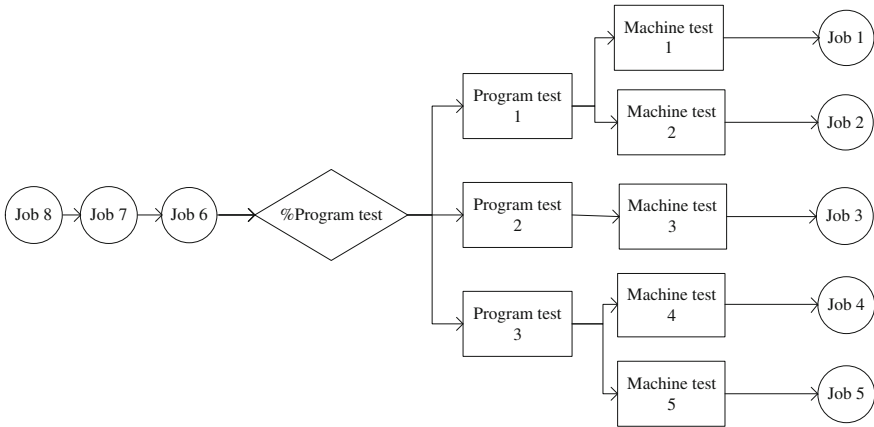 Job 8
Job 7
Job 6
%Program test
Program test
1
Program test
2
Program test
3
Machine test
1
Machine test
2
Machine test
3
Machine test
4
Machine test
5
Job 1
Job 2
Job 3
Job 4
Job 5